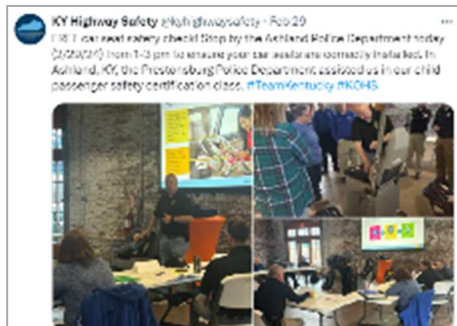 KY Highway Safety @kyhighwaysafety · Feb 29
FREE car seat safety check! Stop by the Ashland Police Department today
(2/29/24) from 1-3 pm to ensure your car seats are correctly installed. In
Ashland, KY, the Prestonsburg Police Department assisted us in our child
passenger safety certification class. #TeamKentucky #KOHS